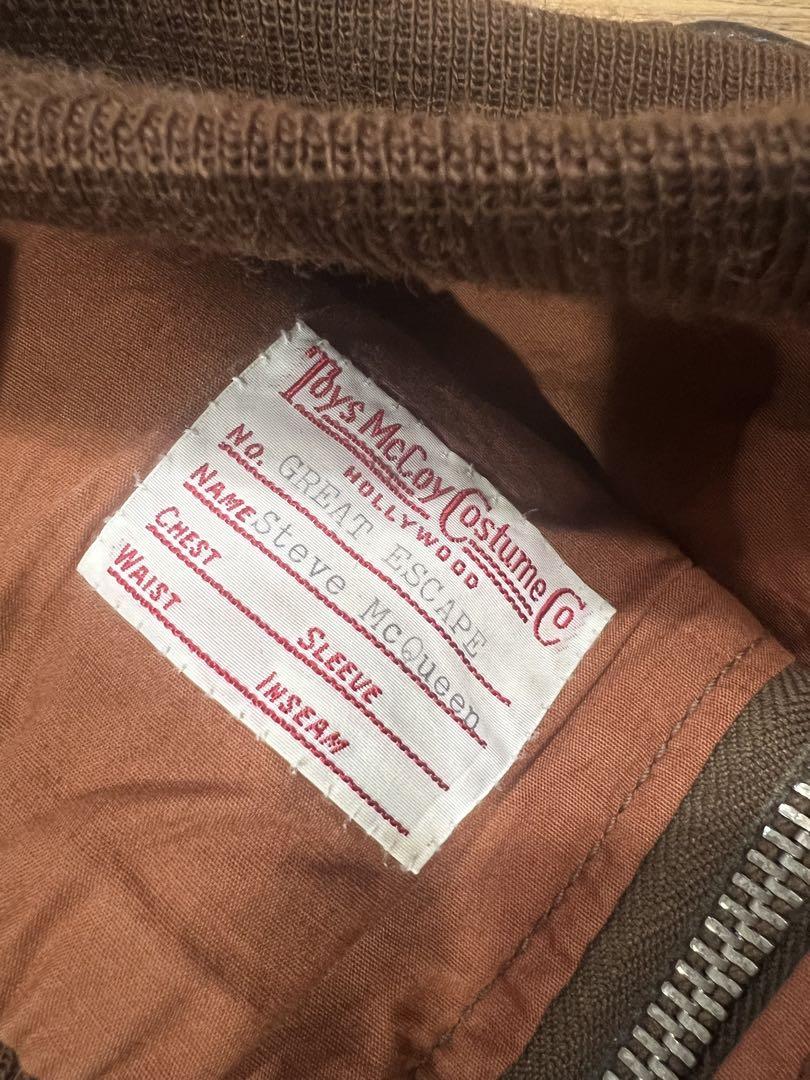 Toys McCoy Costume Co
HOLLYWOOD
NO. GREAT ESCAPE
NAME Steve McQueen
CHEST SLEEVE
WAIST INSEAM